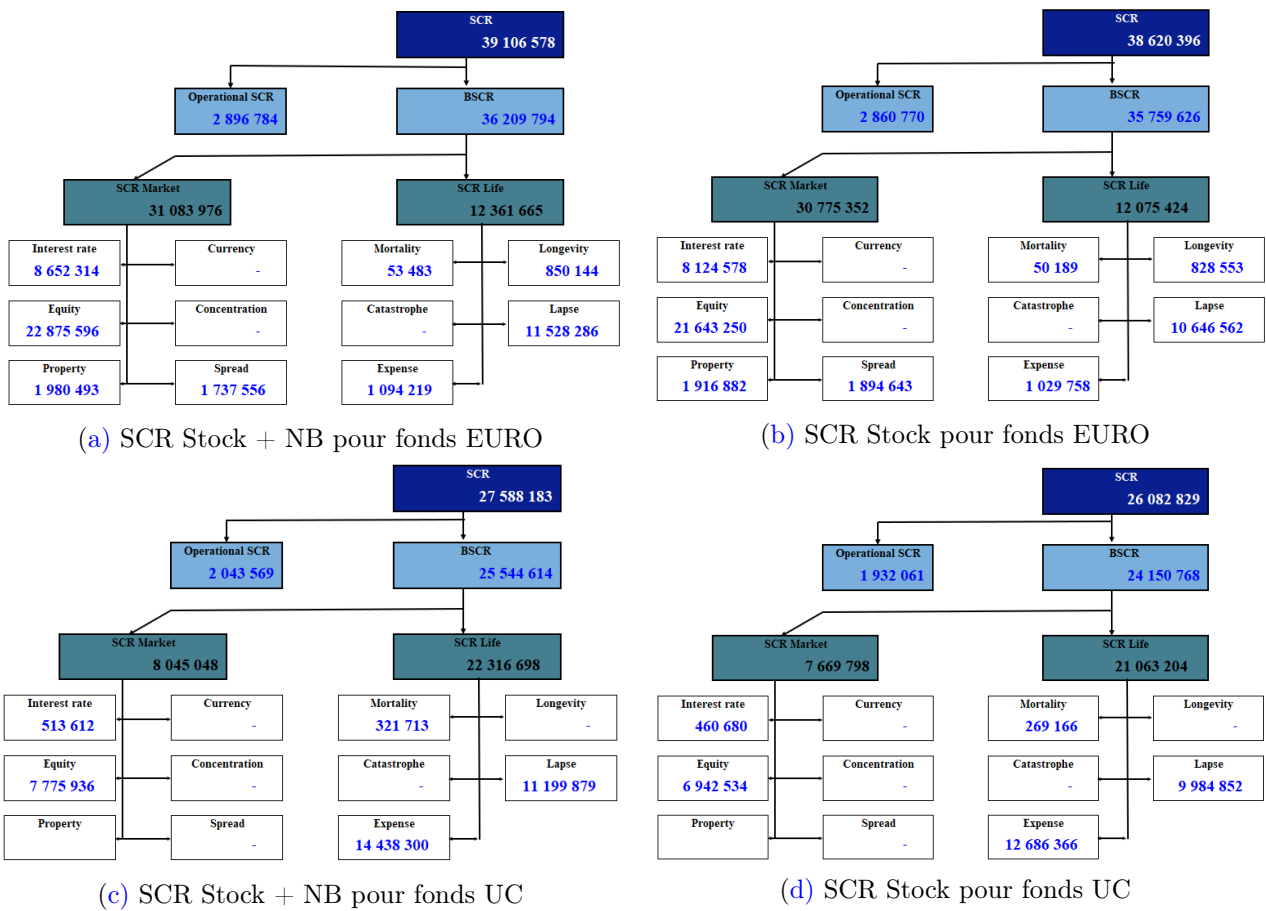 SCR
39 106 578
Operational SCR
2 896 784
BSCR
36 209 794
SCR Market
31 083 976
SCR Life
12 361 665
Interest rate
8 652 314
Currency
-
Mortality
53 483
Longevity
850 144
Equity
22 875 596
Concentration
-
Catastrophe
-
Lapse
11 528 286
Property
1 980 493
Spread
1 737 556
Expense
1 094 219
(a) SCR Stock + NB pour fonds EURO
SCR
38 620 396
Operational SCR
2 860 770
BSCR
35 759 626
SCR Market
30 775 352
SCR Life
12 075 424
Interest rate
8 124 578
Currency
-
Mortality
50 189
Longevity
828 553
Equity
21 643 250
Concentration
-
Catastrophe
-
Lapse
10 646 562
Property
1 916 882
Spread
1 894 643
Expense
1 029 758
(b) SCR Stock pour fonds EURO
SCR
27 588 183
Operational SCR
2 043 569
BSCR
25 544 614
SCR Market
8 045 048
SCR Life
22 316 698
Interest rate
513 612
Currency
-
Mortality
321 713
Longevity
-
Equity
7 775 936
Concentration
-
Catastrophe
-
Lapse
11 199 879
Property
Spread
-
Expense
14 438 300
(c) SCR Stock + NB pour fonds UC
SCR
26 082 829
Operational SCR
1 932 061
BSCR
24 150 768
SCR Market
7 669 798
SCR Life
21 063 204
Interest rate
460 680
Currency
-
Mortality
269 166
Longevity
-
Equity
6 942 534
Concentration
-
Catastrophe
-
Lapse
9 984 852
Property
Spread
-
Expense
12 686 366
(d) SCR Stock pour fonds UC